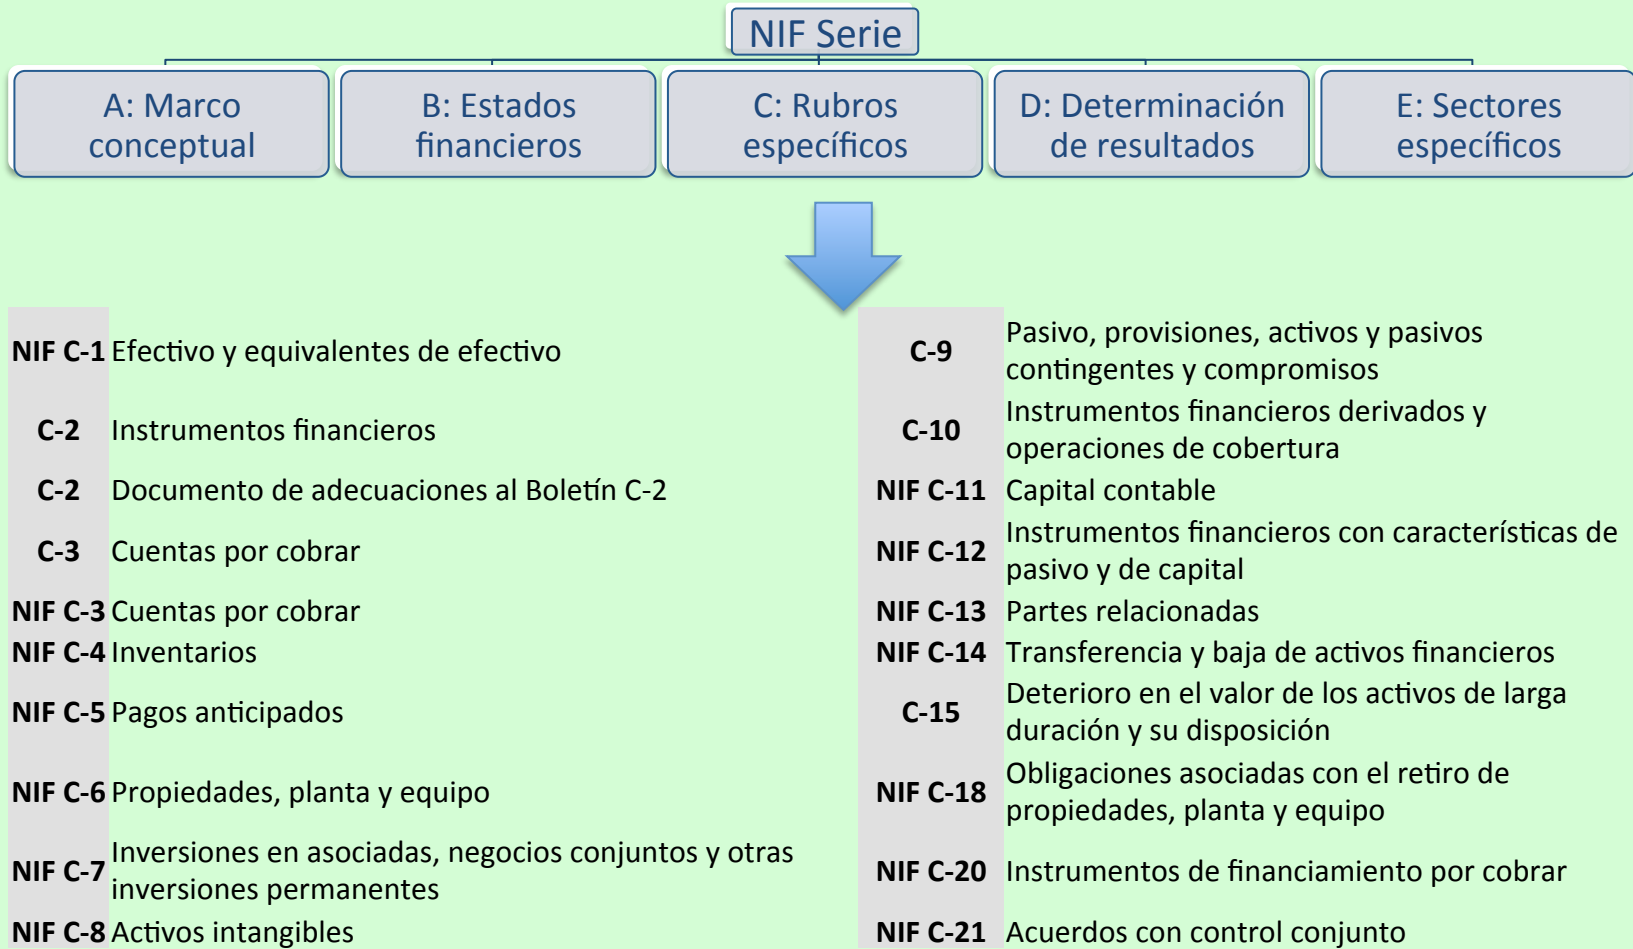 NIF Serie
A: Marco
conceptual
B: Estados
financieros
C: Rubros
específicos
D: Determinación
de resultados
E: Sectores
específicos
NIF C-1 Efectivo y equivalentes de efectivo
C-2 Instrumentos financieros
C-2 Documento de adecuaciones al Boletín C-2
C-3 Cuentas por cobrar
NIF C-3 Cuentas por cobrar
NIF C-4 Inventarios
NIF C-5 Pagos anticipados
NIF C-6 Propiedades, planta y equipo
NIF C-7 Inversiones en asociadas, negocios conjuntos y otras
inversiones permanentes
NIF C-8 Activos intangibles
C-9 Pasivo, provisiones, activos y pasivos
contingentes y compromisos
C-10 Instrumentos financieros derivados y
operaciones de cobertura
NIF C-11 Capital contable
NIF C-12 Instrumentos financieros con características de
pasivo y de capital
NIF C-13 Partes relacionadas
NIF C-14 Transferencia y baja de activos financieros
C-15 Deterioro en el valor de los activos de larga
duración y su disposición
NIF C-18 Obligaciones asociadas con el retiro de
propiedades, planta y equipo
NIF C-20 Instrumentos de financiamiento por cobrar
NIF C-21 Acuerdos con control conjunto